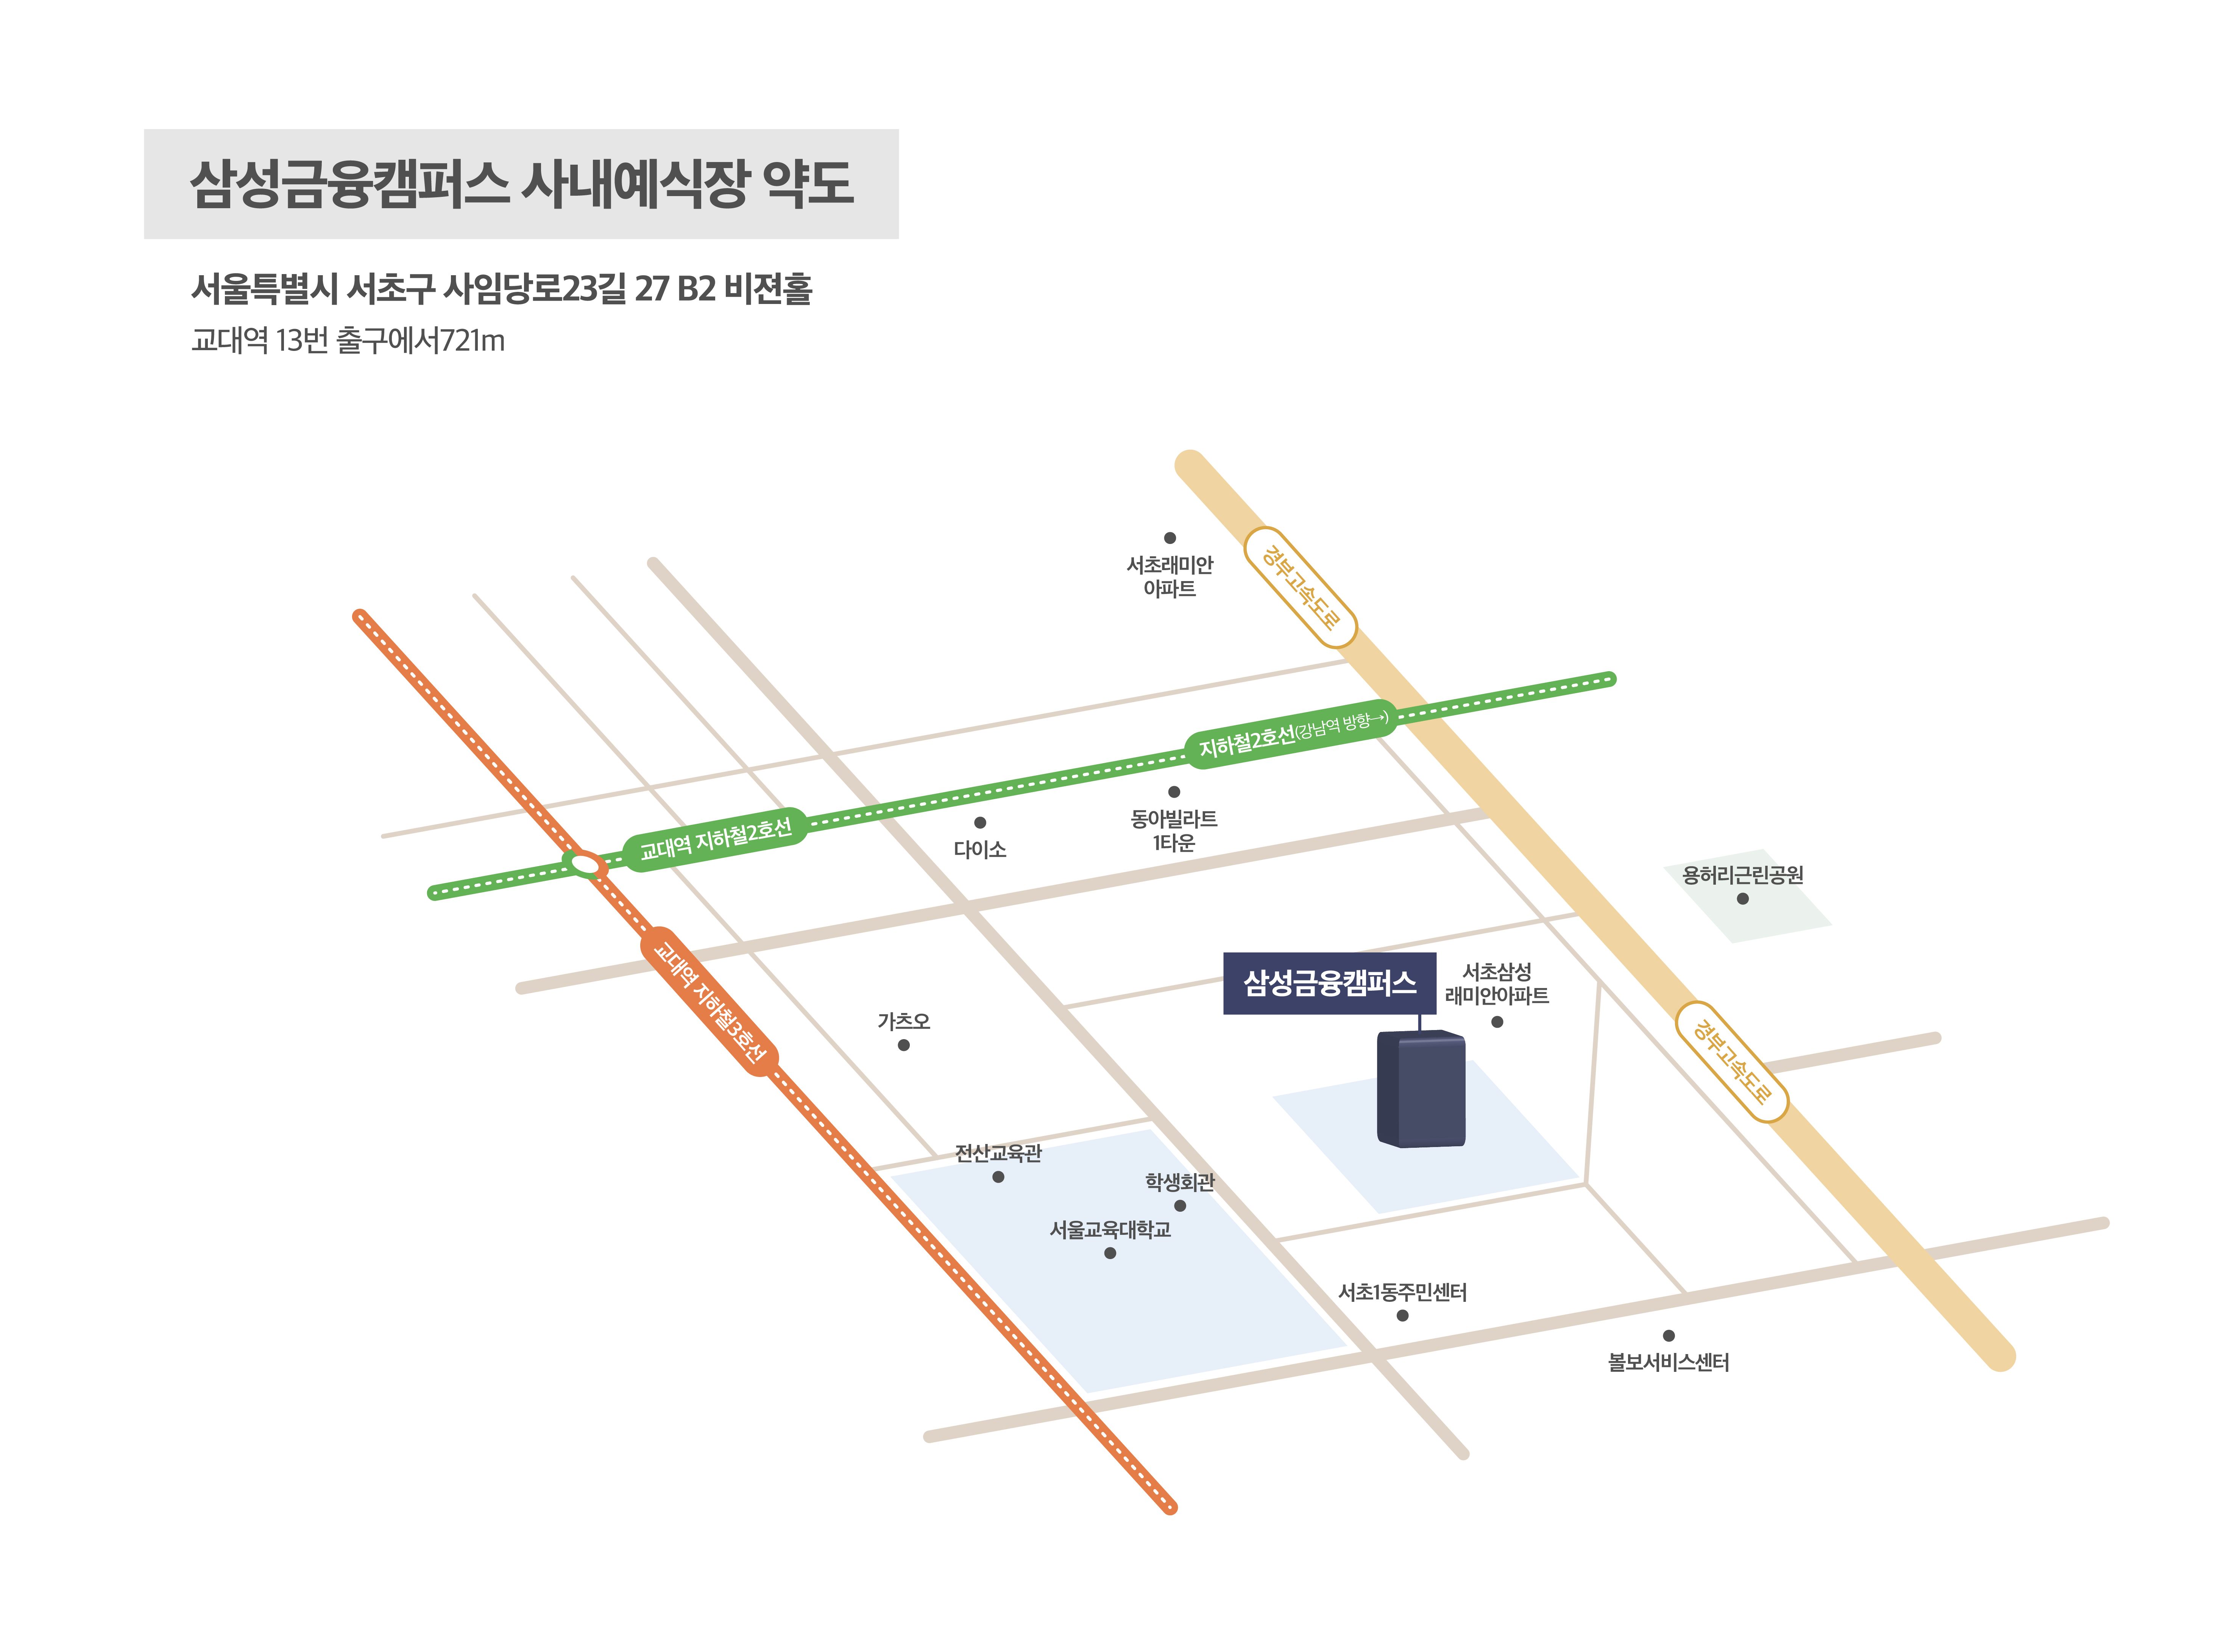 삼성금융캠퍼스 사내예식장 약도
서울특별시 서초구 사임당로23길 27 B2 비전홀
교대역 13번 출구에서721m
서초래미안
아파트
경부고속도로
지하철2호선(강남역 방향→)
교대역 지하철2호선
다이소
동아빌라트
1타운
용허리근린공원
교대역 지하철3호선
삼성금융캠퍼스
서초삼성
래미안아파트
가츠오
경부고속도로
전산교육관
학생회관
서울교육대학교
서초1동주민센터
볼보서비스센터